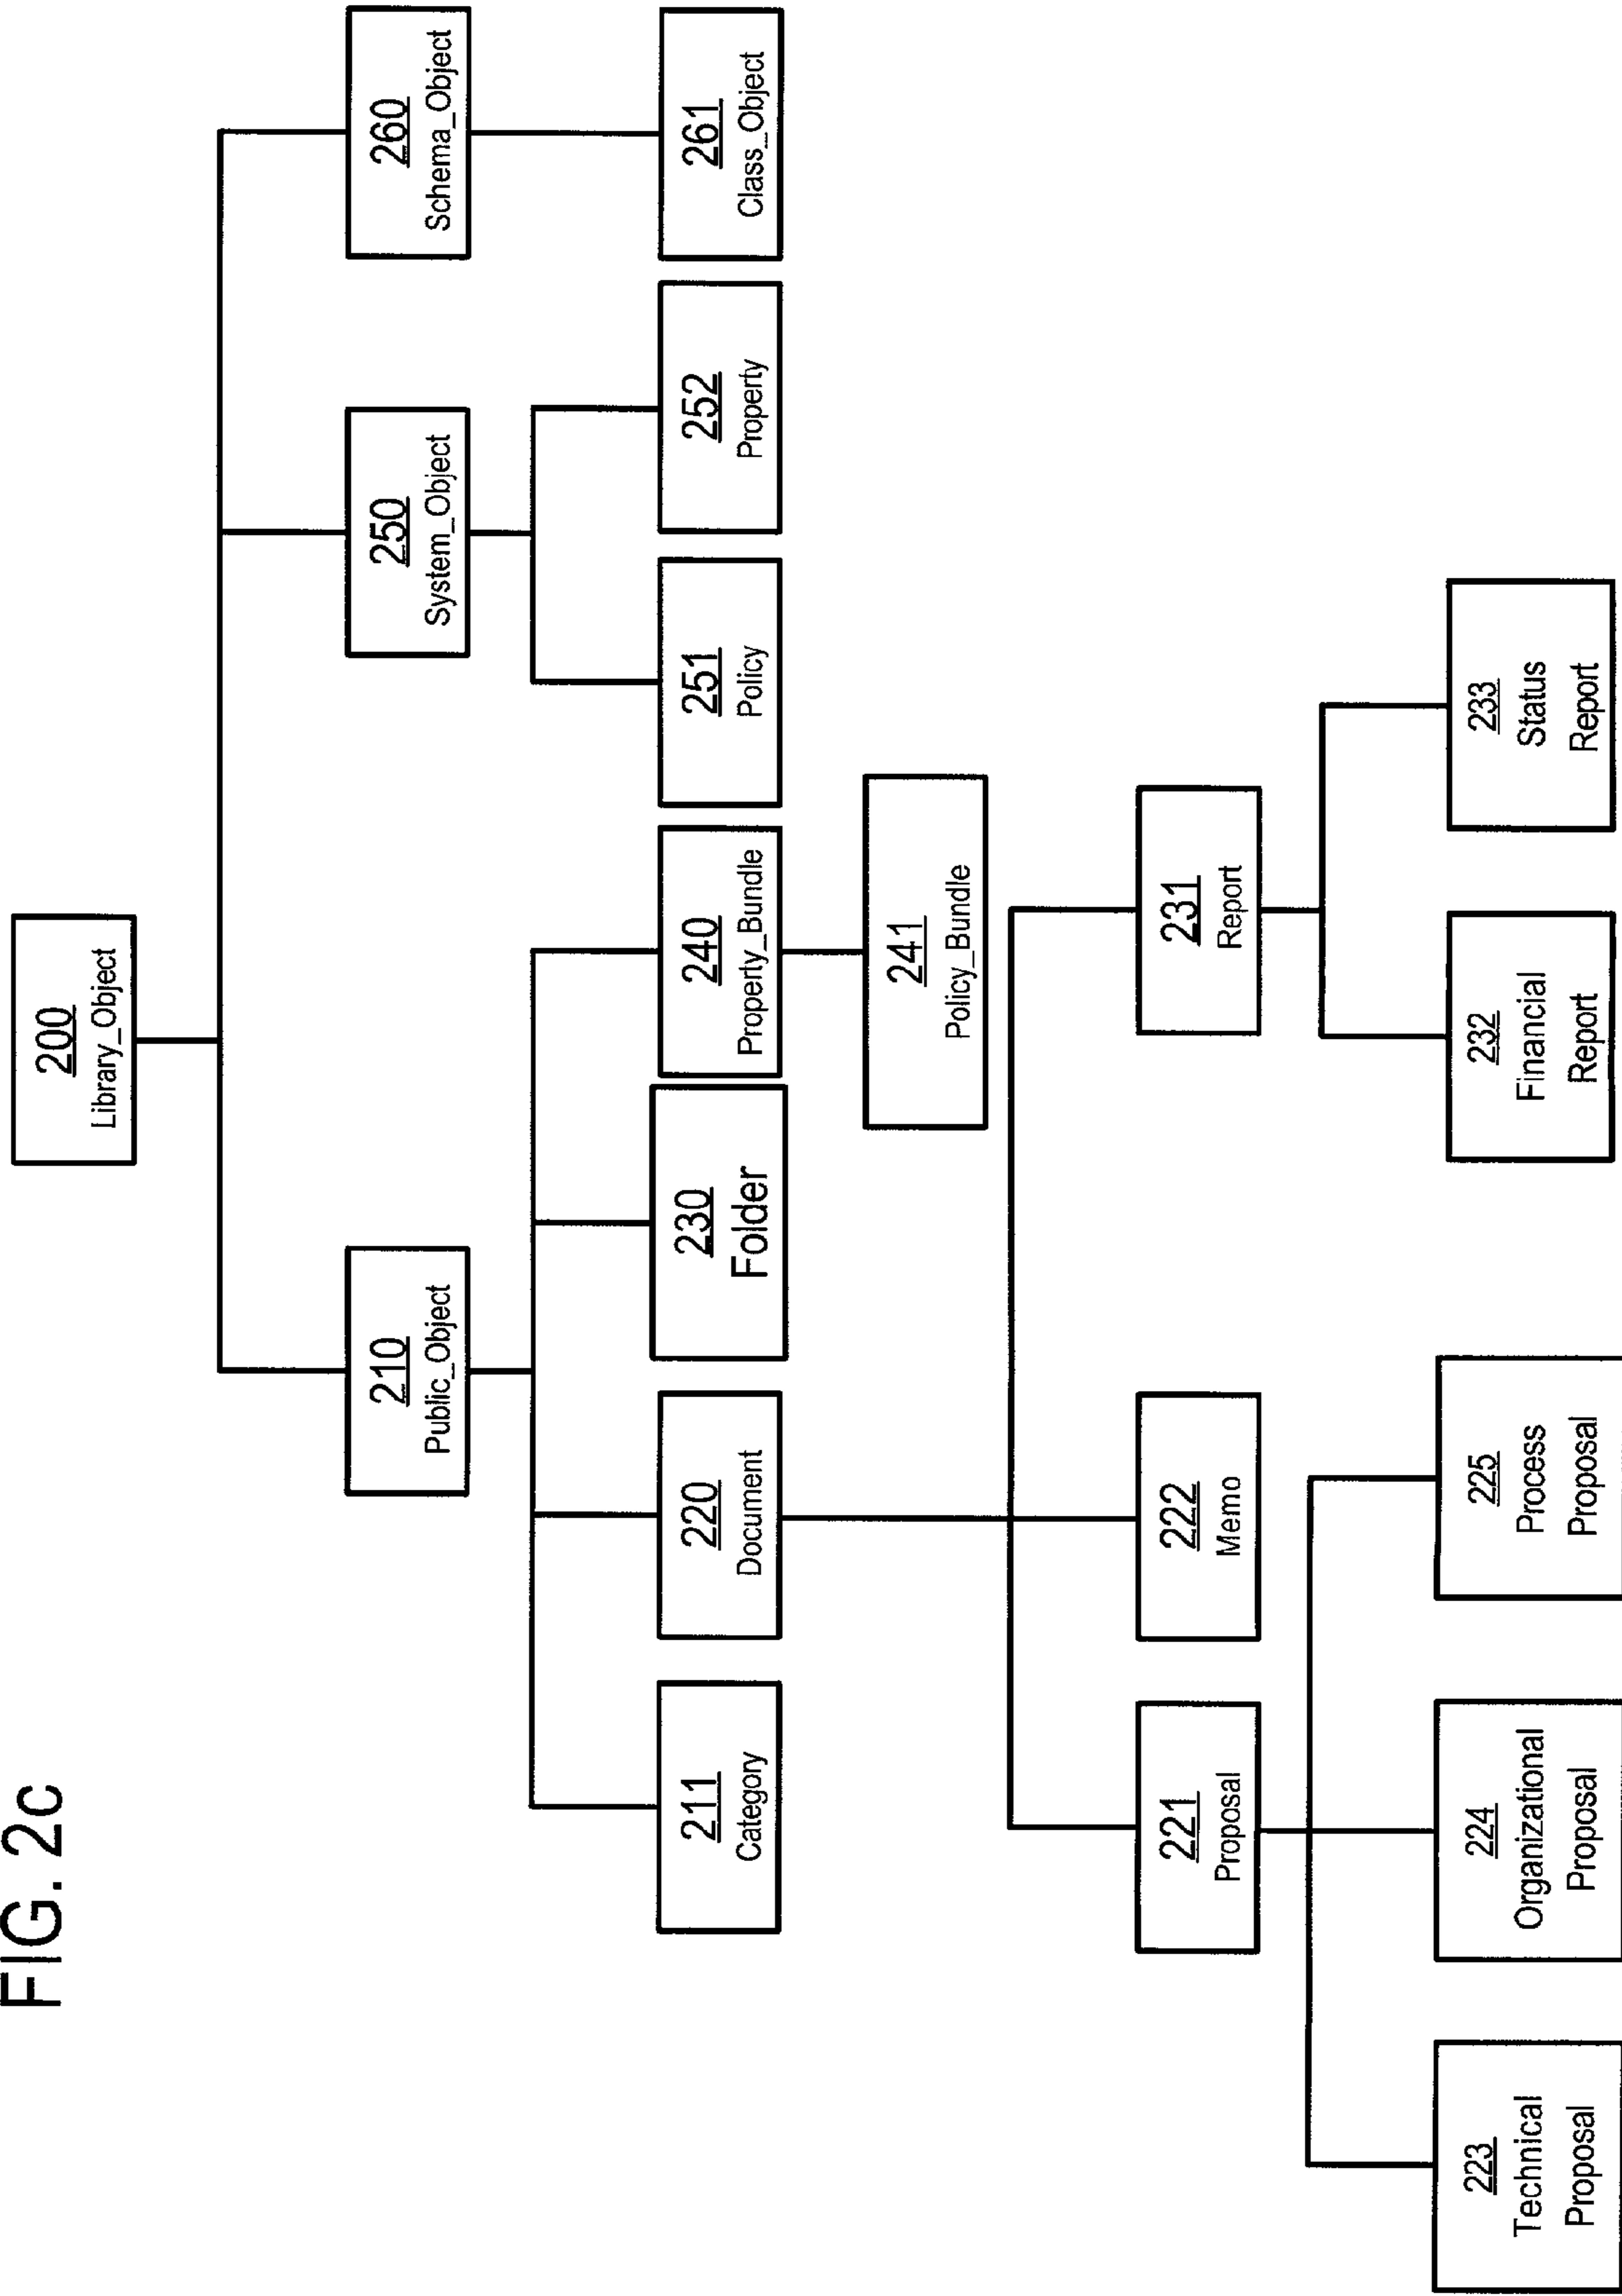 FIG. 2c
200
Library_Object
210
Public_Object
250
System_Object
260
Schema_Object
211
Category
220
Document
230
Folder
240
Property_Bundle
251
Policy
252
Property
261
Class_Object
241
Policy_Bundle
221
Proposal
222
Memo
231
Report
223
Technical
Proposal
224
Organizational
Proposal
225
Process
Proposal
232
Financial
Report
233
Status
Report